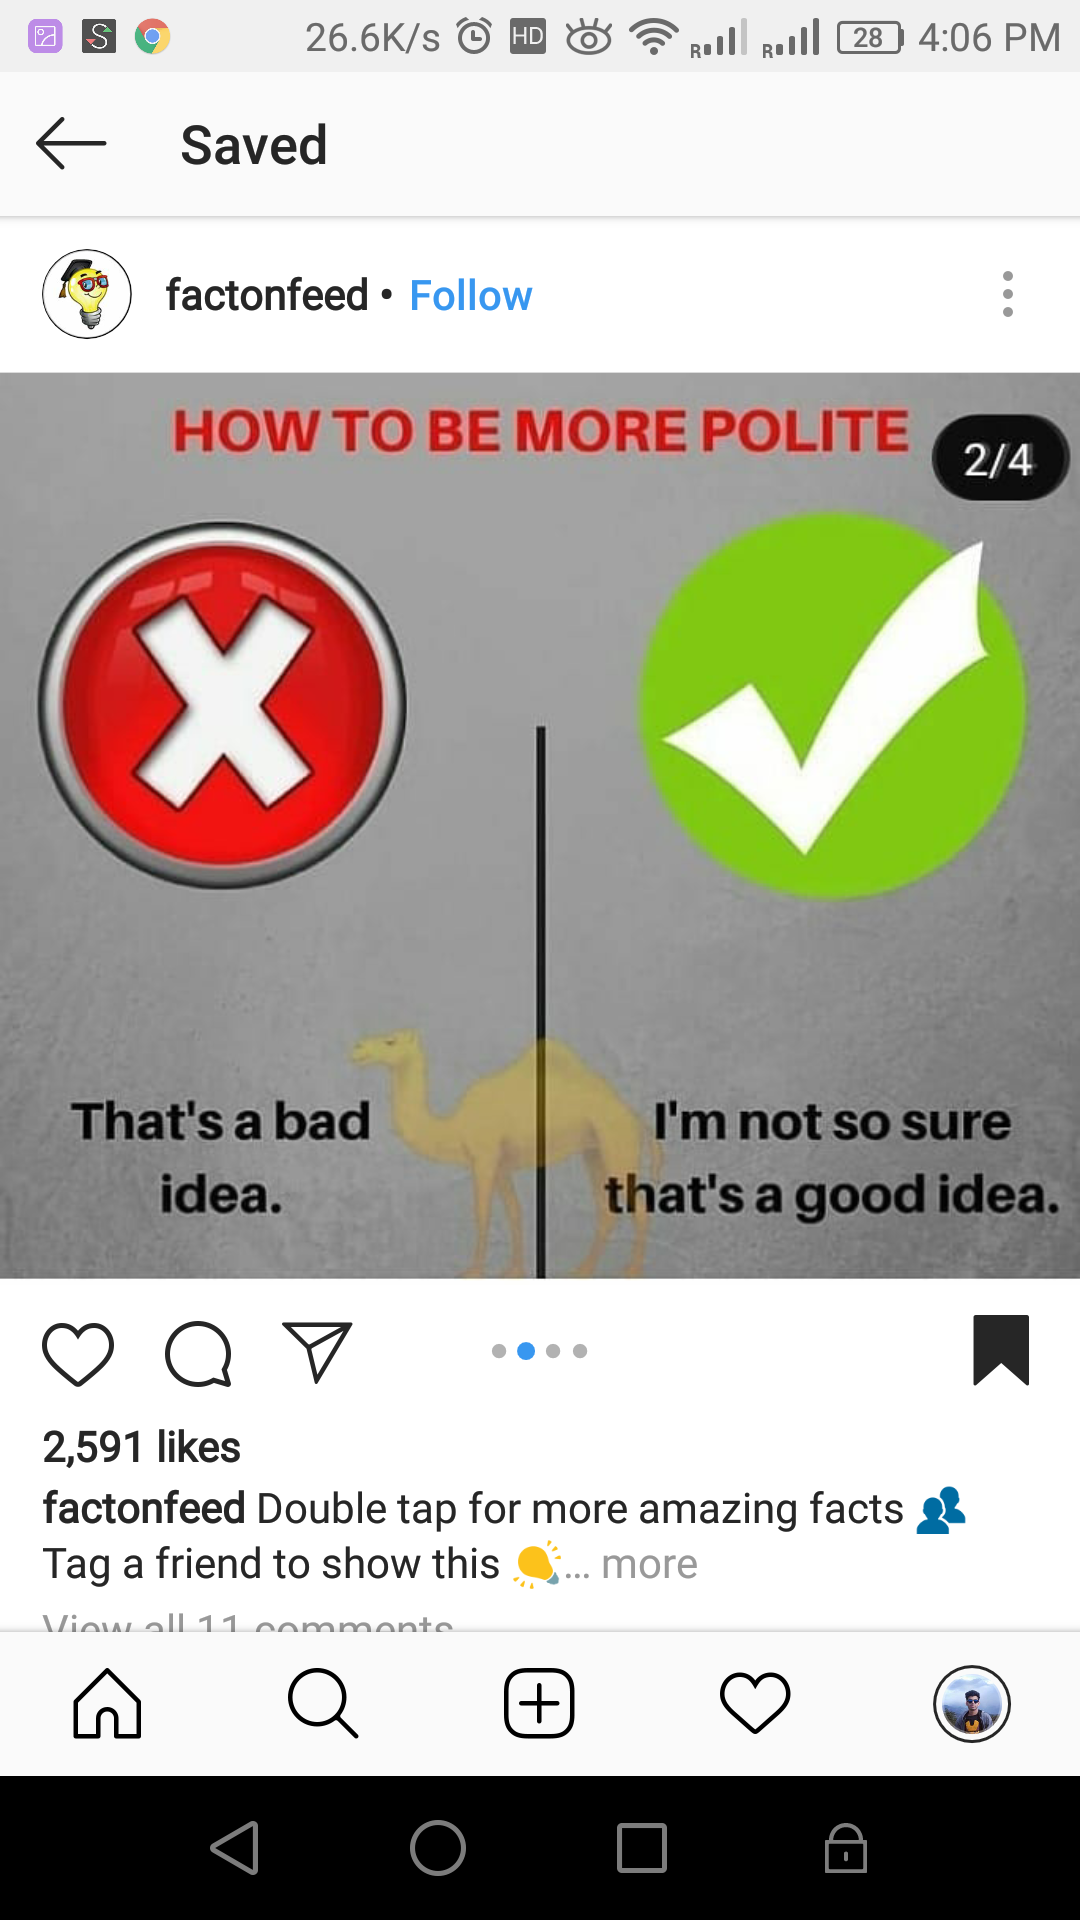 26.6K/s HD R R 28 4:06 PM
Saved
factonfeed • Follow
HOW TO BE MORE POLITE
2/4
That's a bad
idea.
I'm not so sure
that's a good idea.
2,591 likes
factonfeed Double tap for more amazing facts
Tag a friend to show this ... more
View all 11 comments